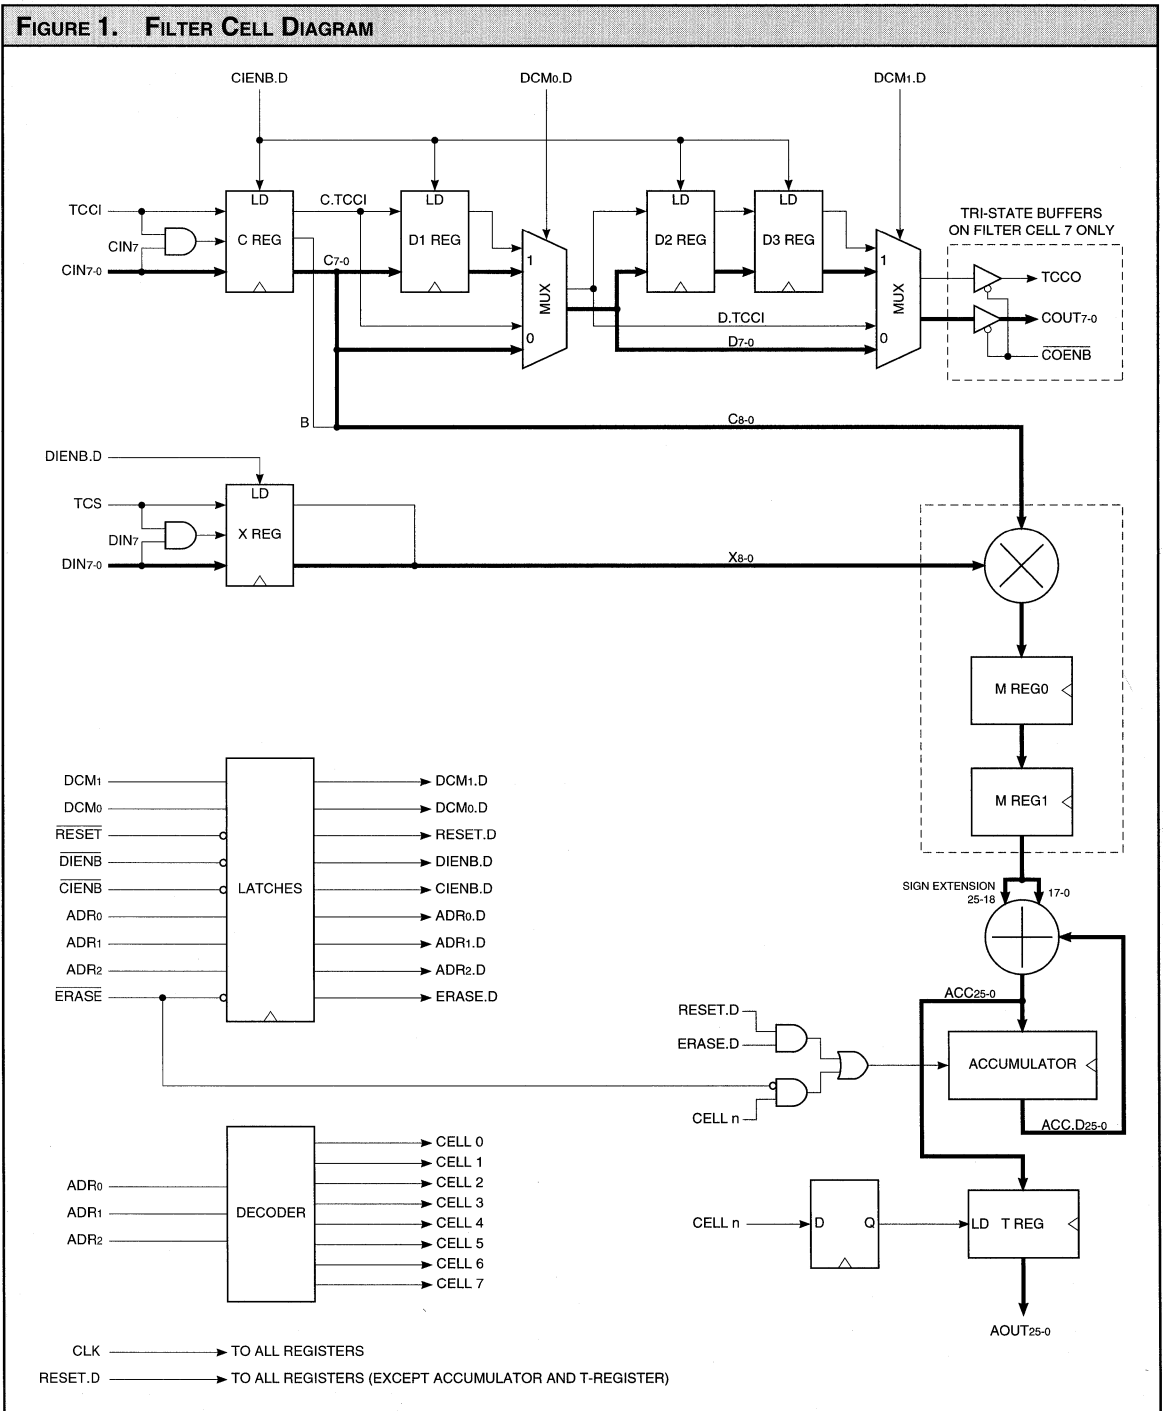 FIGURE 1. FILTER CELL DIAGRAM
CIENB.D
DCM0.D
DCM1.D
TCCI
CIN7
CIN7-0
LD
C REG
C.TCCI
C7-0
LD
D1 REG
1
MUX
0
LD
D2 REG
LD
D3 REG
D.TCCI
D7-0
1
MUX
0
TRI-STATE BUFFERS
ON FILTER CELL 7 ONLY
TCCO
COUT7-0
COENB
B
C8-0
DIENB.D
TCS
DIN7
DIN7-0
LD
X REG
X8-0
M REG0
M REG1
SIGN EXTENSION
25-18
17-0
DCM1
DCM0
RESET
DIENB
CIENB
ADR0
ADR1
ADR2
ERASE
LATCHES
DCM1.D
DCM0.D
RESET.D
DIENB.D
CIENB.D
ADR0.D
ADR1.D
ADR2.D
ERASE.D
ACC25-0
RESET.D
ERASE.D
CELL n
ACCUMULATOR
ACC.D25-0
ADR0
ADR1
ADR2
DECODER
CELL 0
CELL 1
CELL 2
CELL 3
CELL 4
CELL 5
CELL 6
CELL 7
CELL n
D
Q
LD T REG
AOUT25-0
CLK
TO ALL REGISTERS
RESET.D
TO ALL REGISTERS (EXCEPT ACCUMULATOR AND T-REGISTER)